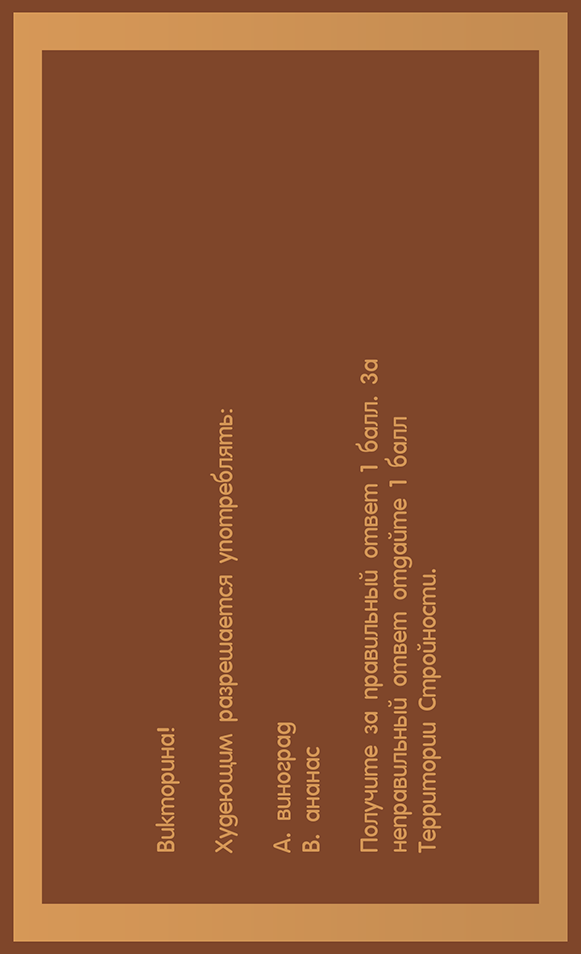 Викторина!
Худеющим разрешается употреблять:
А. виноград
В. ананас
Получите за правильный ответ 1 балл. За
неправильный ответ отдайте 1 балл
Территории Стройности.